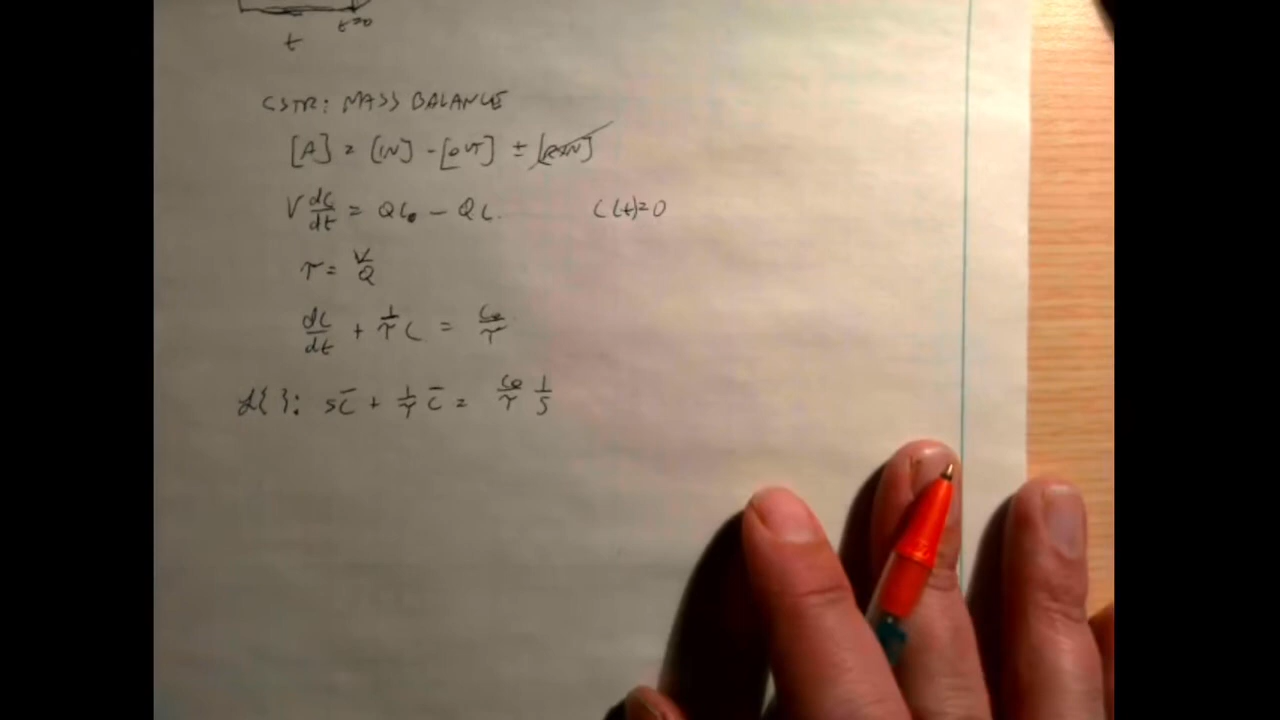 t=0
t
CSTR: MASS BALANCE
[A] = [IN] - [OUT] ± [RXN]
V dC/dt = QC₀ - QC C(t)=0
τ = V/Q
dC/dt + 1/τ C = C₀/τ
ℒ{ }: sC̄ + 1/τ C̄ = C₀/τ 1/s